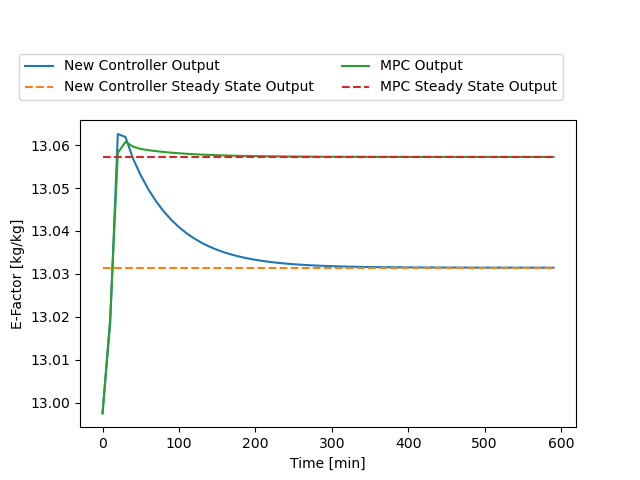 New Controller Output
New Controller Steady State Output
MPC Output
MPC Steady State Output
E-Factor [kg/kg]
13.06
13.05
13.04
13.03
13.02
13.01
13.00
0 100 200 300 400 500 600
Time [min]